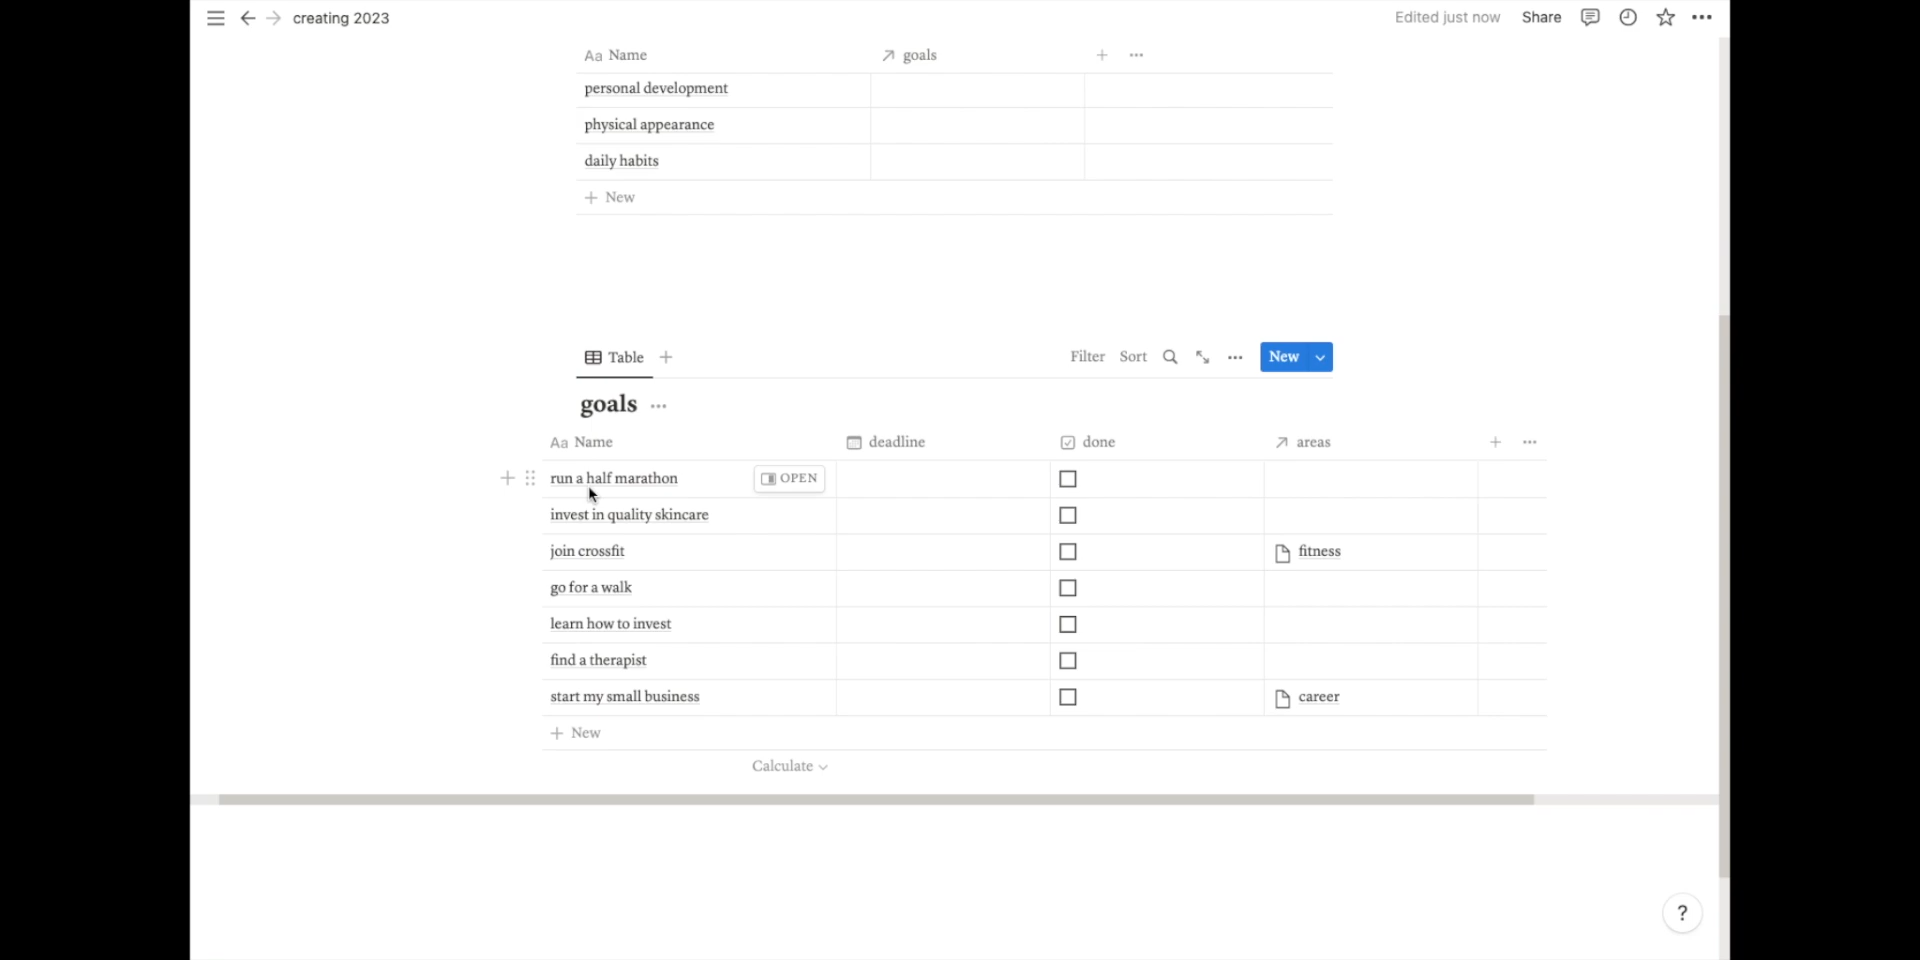 creating 2023 Edited just now Share
Aa Name goals
personal development
physical appearance
daily habits
New
Table Filter Sort New
goals
Aa Name deadline done areas
run a half marathon OPEN
invest in quality skincare
join crossfit fitness
go for a walk
learn how to invest
find a therapist
start my small business career
New
Calculate
?